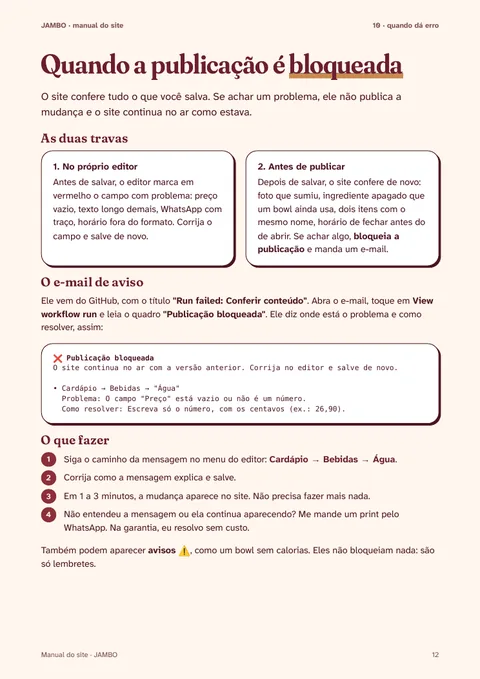 JAMBO · manual do site
10 · quando dá erro
Quando a publicação é bloqueada
O site confere tudo o que você salva. Se achar um problema, ele não publica a
mudança e o site continua no ar como estava.
As duas travas
1. No próprio editor
Antes de salvar, o editor marca em
vermelho o campo com problema: preço
vazio, texto longo demais, WhatsApp com
traço, horário fora do formato. Corrija o
campo e salve de novo.
2. Antes de publicar
Depois de salvar, o site confere de novo:
foto que sumiu, ingrediente apagado que
um bowl ainda usa, dois itens com o
mesmo nome, horário de fechar antes do
de abrir. Se achar algo, bloqueia a
publicação e manda um e-mail.
O e-mail de aviso
Ele vem do GitHub, com o título "Run failed: Conferir conteúdo". Abra o e-mail, toque em View
workflow run e leia o quadro "Publicação bloqueada". Ele diz onde está o problema e como
resolver, assim:
❌ Publicação bloqueada
O site continua no ar com a versão anterior. Corrija no editor e salve de novo.
• Cardápio → Bebidas → "Água"
Problema: O campo "Preço" está vazio ou não é um número.
Como resolver: Escreva só o número, com os centavos (ex.: 26,90).
O que fazer
1 Siga o caminho da mensagem no menu do editor: Cardápio → Bebidas → Água.
2 Corrija como a mensagem explica e salve.
3 Em 1 a 3 minutos, a mudança aparece no site. Não precisa fazer mais nada.
4 Não entendeu a mensagem ou ela continua aparecendo? Me mande um print pelo
WhatsApp. Na garantia, eu resolvo sem custo.
Também podem aparecer avisos ⚠️, como um bowl sem calorias. Eles não bloqueiam nada: são
só lembretes.
Manual do site · JAMBO
12